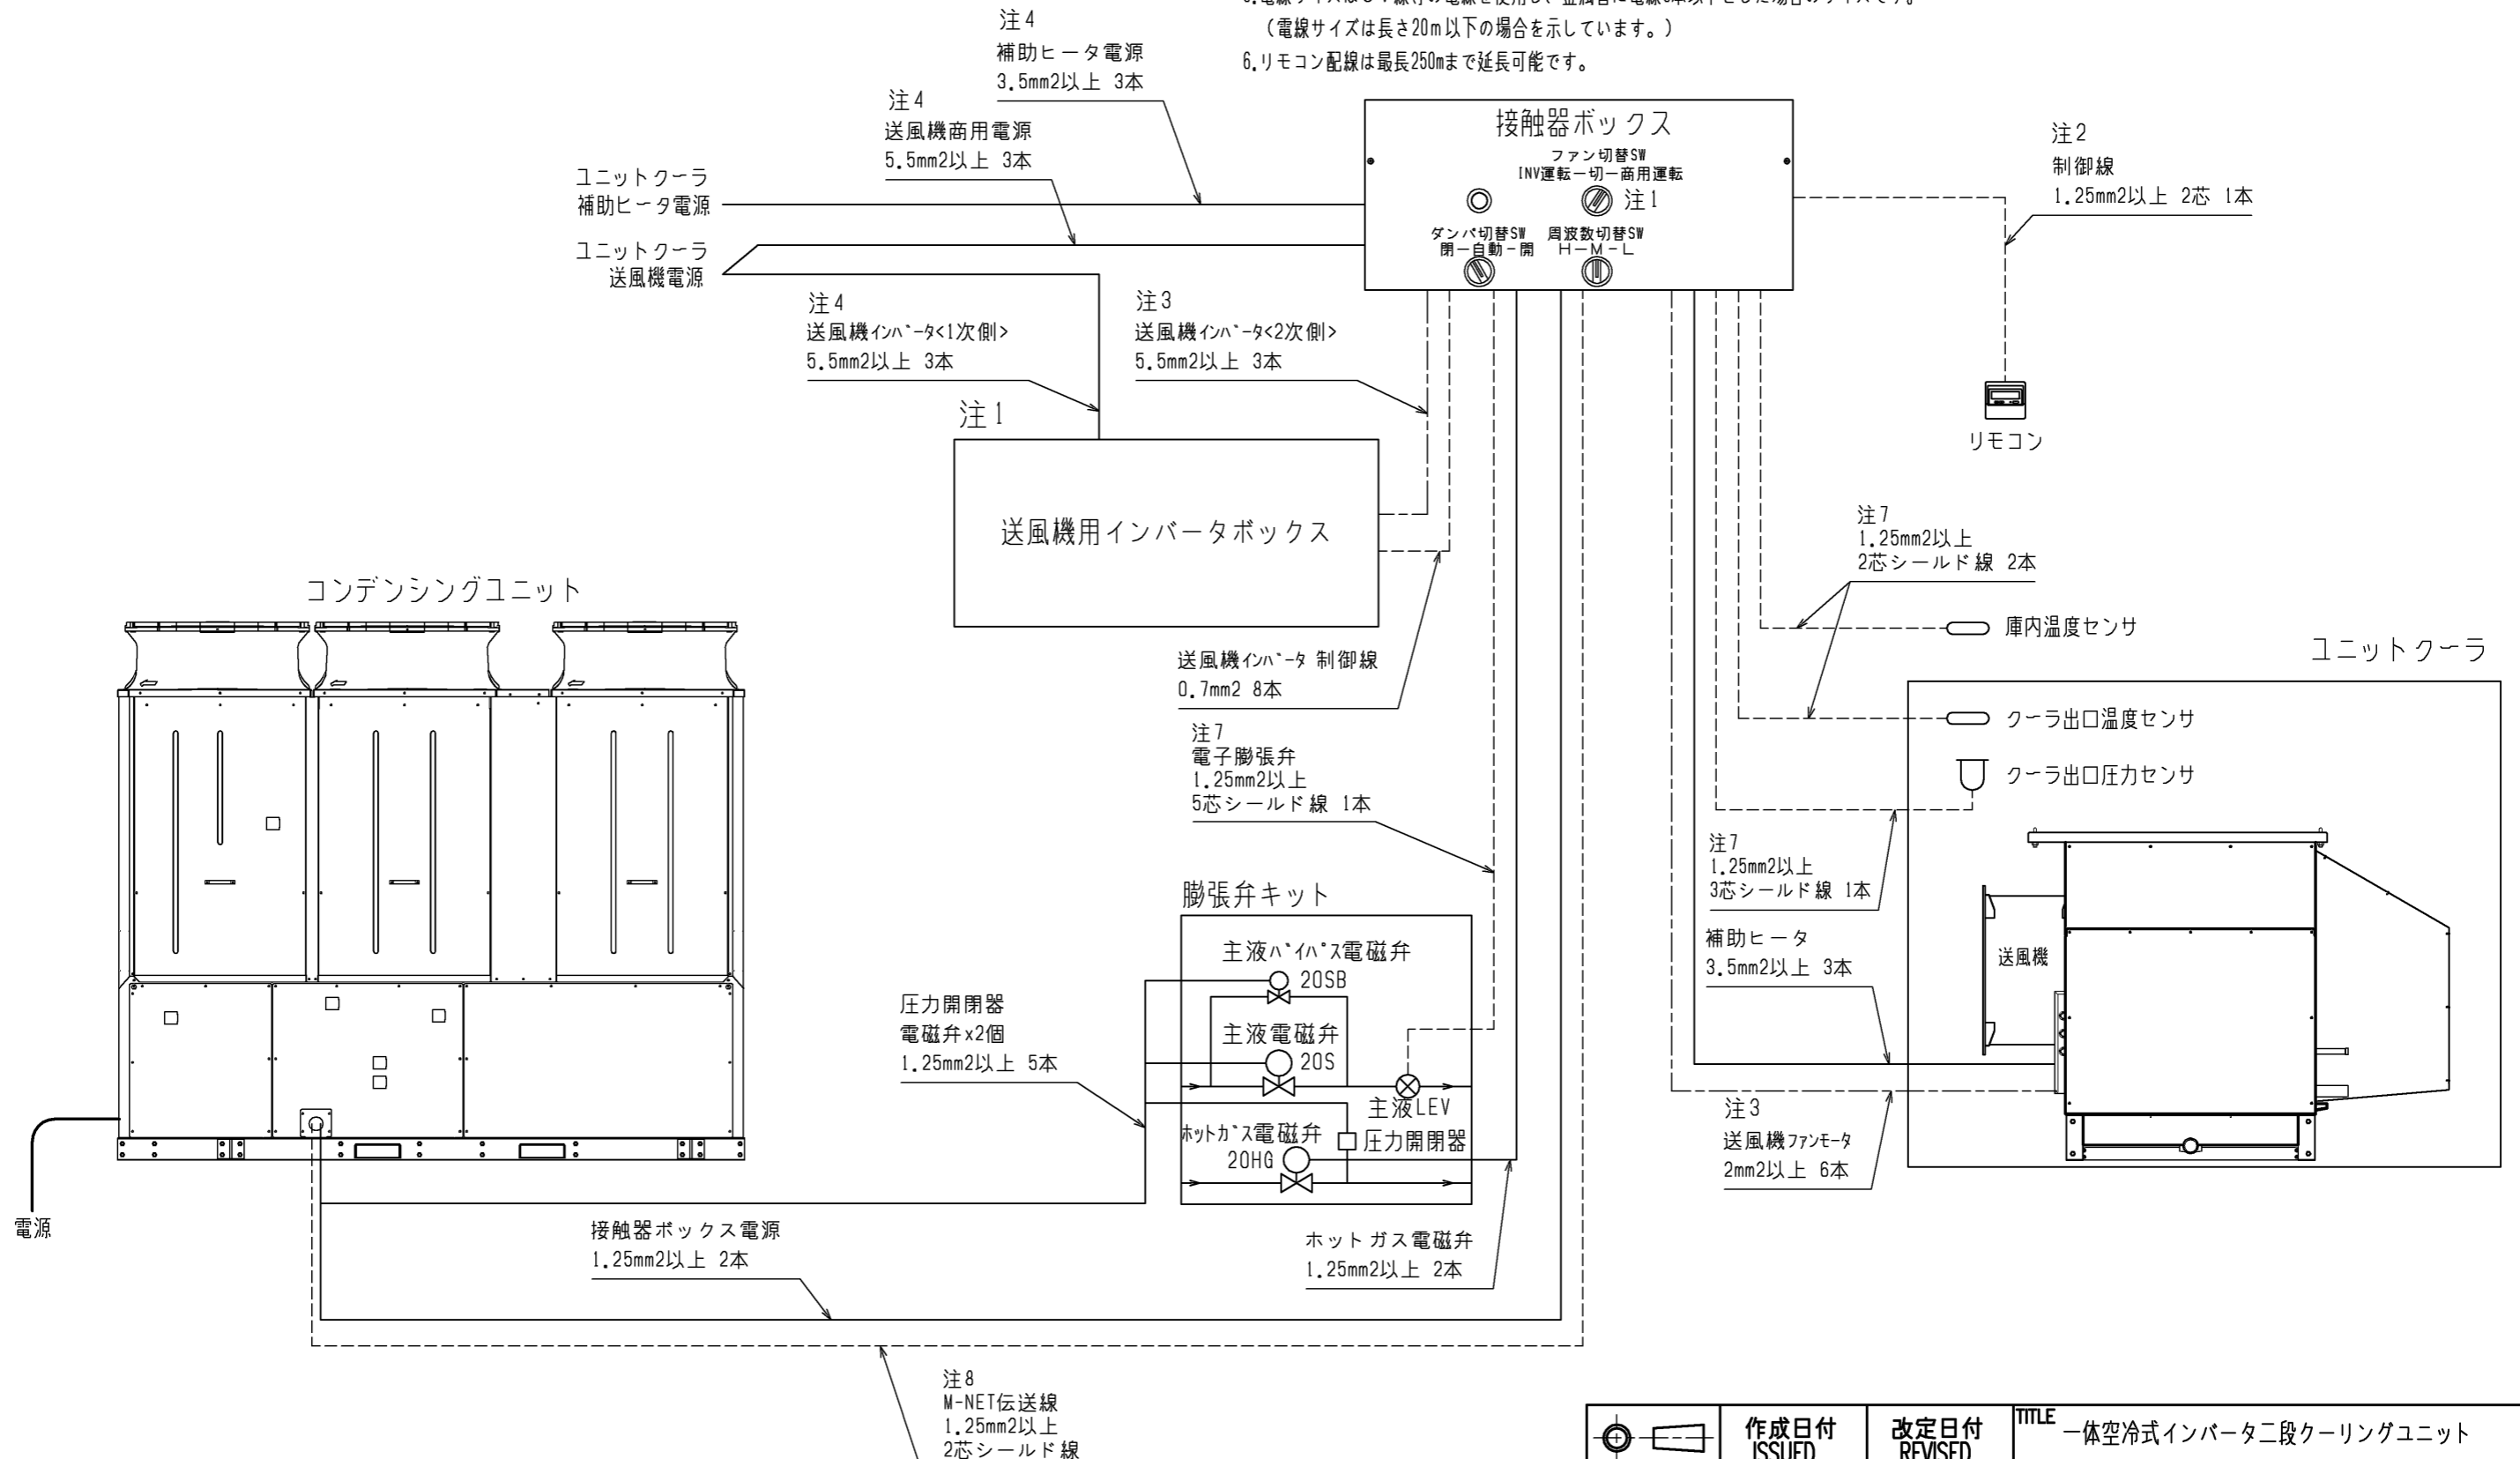 (電線サイズは長さ20m以下の場合を示しています。)
6.リモコン配線は最長250mまで延長可能です。
注4
補助ヒータ電源
3.5mm2以上 3本
注4
送風機商用電源
5.5mm2以上 3本
ユニットクーラ
補助ヒータ電源
ユニットクーラ
送風機電源
接触器ボックス
ファン切替SW
INV運転ー切ー商用運転
注1
ダンパ切替SW
閉ー自動ー開
周波数切替SW
H-M-L
注2
制御線
1.25mm2以上 2芯 1本
リモコン
注4
送風機インバータ<1次側>
5.5mm2以上 3本
注3
送風機インバータ<2次側>
5.5mm2以上 3本
注1
送風機用インバータボックス
送風機インバータ 制御線
0.7mm2 8本
注7
1.25mm2以上
2芯シールド線 2本
庫内温度センサ
ユニットクーラ
クーラ出口温度センサ
クーラ出口圧力センサ
注7
電子膨張弁
1.25mm2以上
5芯シールド線 1本
注7
1.25mm2以上
3芯シールド線 1本
補助ヒータ
3.5mm2以上 3本
送風機
注3
送風機ファンモータ
2mm2以上 6本
コンデンシングユニット
電源
膨張弁キット
主液バイパス電磁弁
20SB
主液電磁弁
20S
主液LEV
ホットガス電磁弁
20HG
圧力開閉器
圧力開閉器
電磁弁x2個
1.25mm2以上 5本
接触器ボックス電源
1.25mm2以上 2本
ホットガス電磁弁
1.25mm2以上 2本
注8
M-NET伝送線
1.25mm2以上
2芯シールド線
作成日付
ISSUED
改定日付
REVISED
TITLE
一体空冷式インバータ二段クーリングユニット